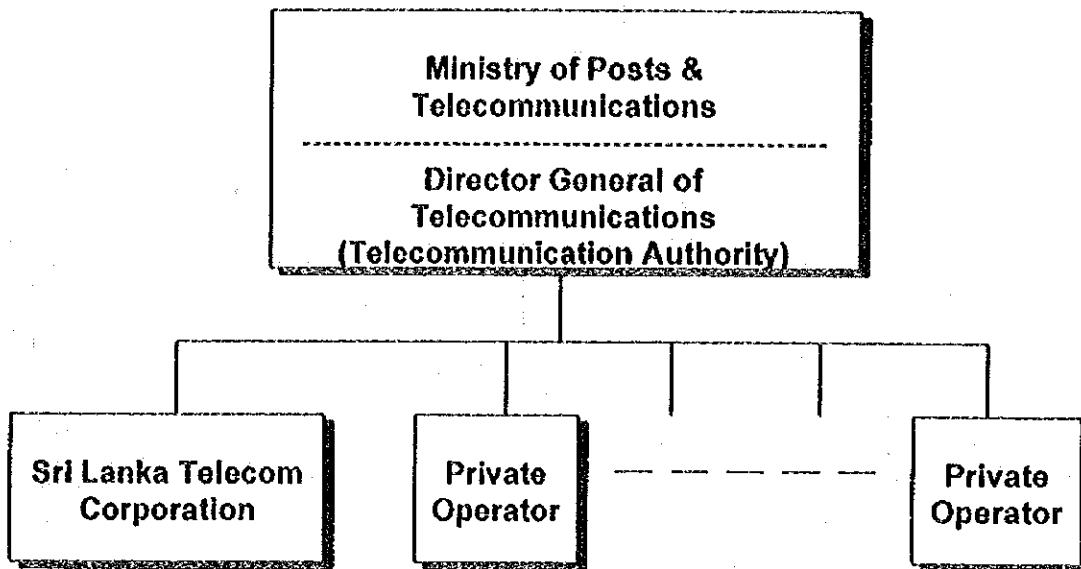 Ministry of Posts &
Telecommunications
Director General of
Telecommunications
(Telecommunication Authority)
Sri Lanka Telecom
Corporation
Private
Operator
Private
Operator